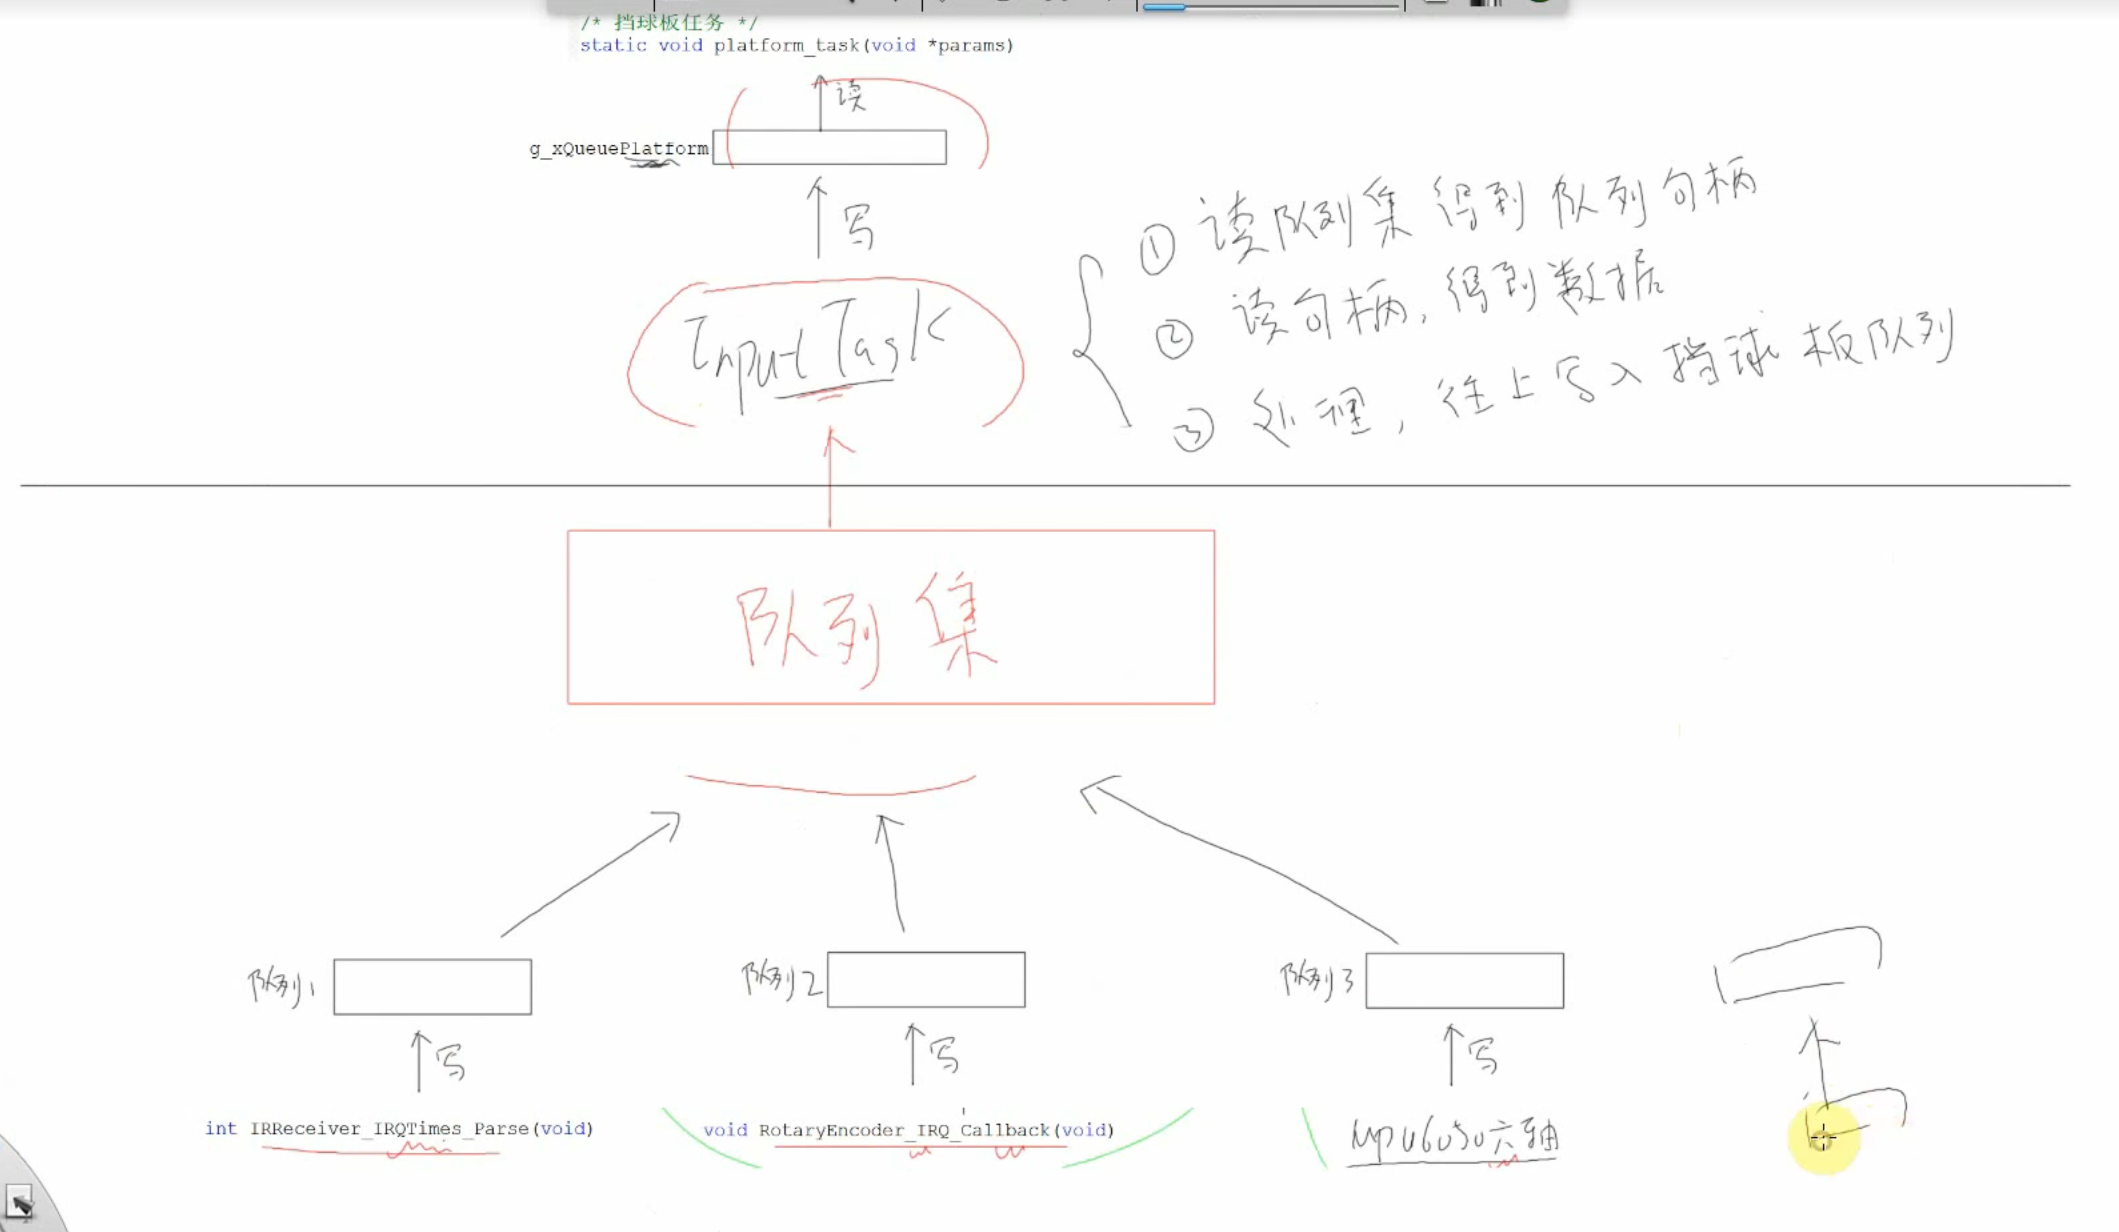 /* 挡球板任务 */
static void platform_task(void *params)
读
g_xQueuePlatform
写
Input Task
① 读队列集 得到 队列句柄
② 读句柄, 得到数据
③ 处理, 往上写入挡球板队列
队列集
队列1
队列2
队列3
写
写
写
int IRReceiver_IRQTimes_Parse(void)
void RotaryEncoder_IRQ_Callback(void)
Mpu6050六轴